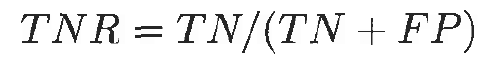 TNR = TN/(TN + FP)